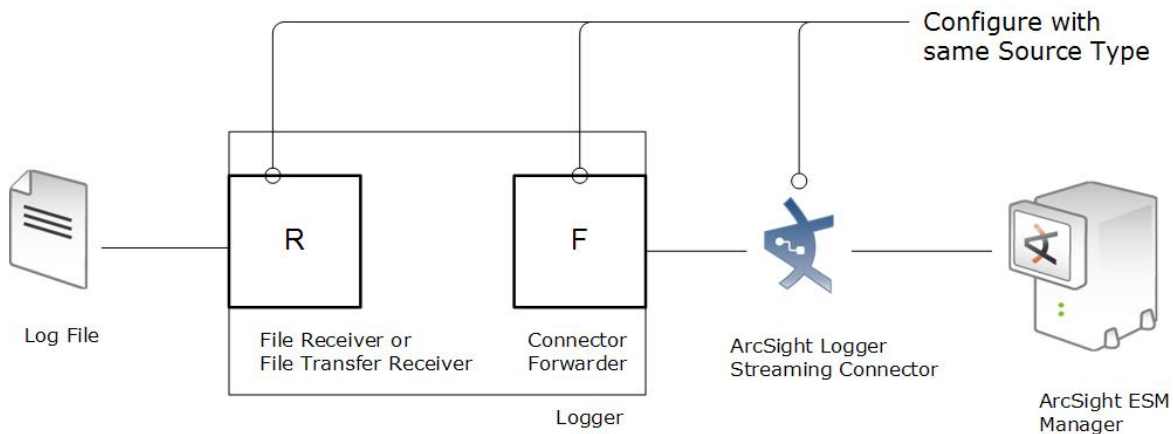 Configure with
same Source Type
R
F
Log File
File Receiver or
File Transfer Receiver
Connector
Forwarder
ArcSight Logger
Streaming Connector
Logger
ArcSight ESM
Manager